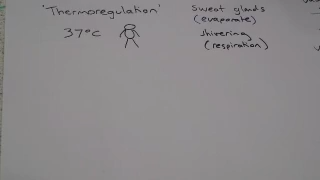 'Thermoregulation'
37°C
Sweat glands
(evaporate)
shivering
(respiration)